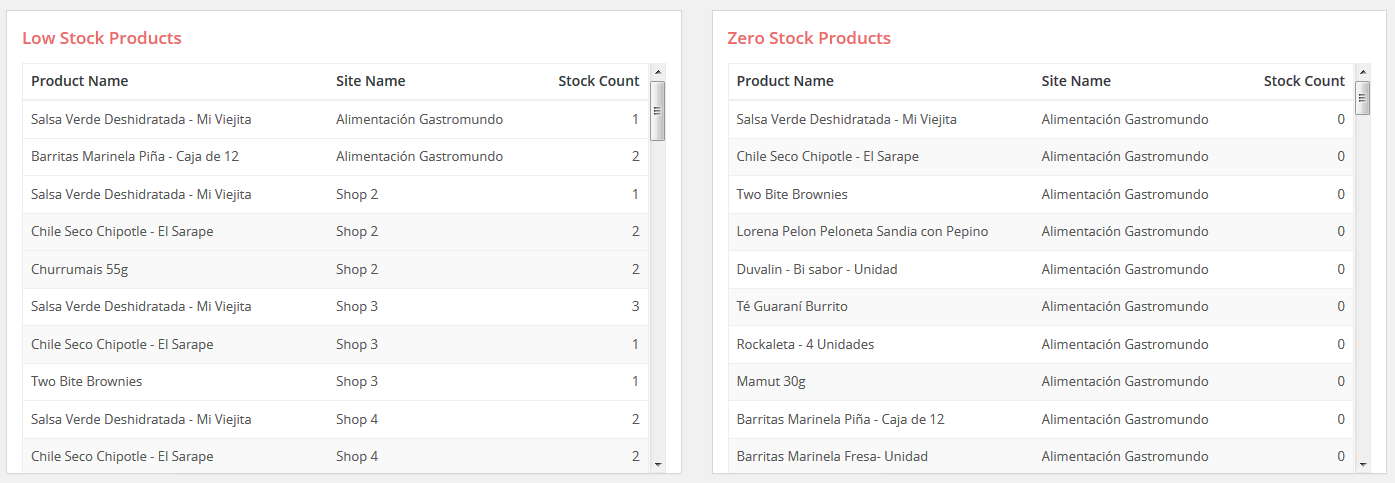 Low Stock Products
Product Name Site Name Stock Count
Salsa Verde Deshidratada - Mi Viejita Alimentación Gastromundo 1
Barritas Marinela Piña - Caja de 12 Alimentación Gastromundo 2
Salsa Verde Deshidratada - Mi Viejita Shop 2 1
Chile Seco Chipotle - El Sarape Shop 2 2
Churrumais 55g Shop 2 2
Salsa Verde Deshidratada - Mi Viejita Shop 3 3
Chile Seco Chipotle - El Sarape Shop 3 1
Two Bite Brownies Shop 3 1
Salsa Verde Deshidratada - Mi Viejita Shop 4 2
Chile Seco Chipotle - El Sarape Shop 4 2
Zero Stock Products
Product Name Site Name Stock Count
Salsa Verde Deshidratada - Mi Viejita Alimentación Gastromundo 0
Chile Seco Chipotle - El Sarape Alimentación Gastromundo 0
Two Bite Brownies Alimentación Gastromundo 0
Lorena Pelon Peloneta Sandia con Pepino Alimentación Gastromundo 0
Duvalin - Bi sabor - Unidad Alimentación Gastromundo 0
Té Guaraní Burrito Alimentación Gastromundo 0
Rockaleta - 4 Unidades Alimentación Gastromundo 0
Mamut 30g Alimentación Gastromundo 0
Barritas Marinela Piña - Caja de 12 Alimentación Gastromundo 0
Barritas Marinela Fresa- Unidad Alimentación Gastromundo 0